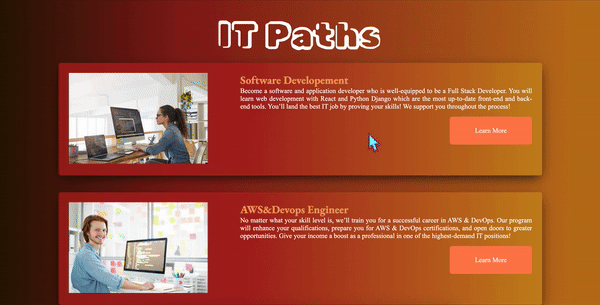 IT Paths
Software Developement
Become a software and application developer who is well-equipped to be a Full Stack Developer. You will
learn web development with React and Python Django which are the most up-to-date front-end and back-
end tools. You'll land the best IT job by proving your skills! We support you throughout the process!
Learn More
AWS&Devops Engineer
No matter what your skill level is, we'll train you for a successful career in AWS & DevOps. Our program
will enhance your qualifications, prepare you for AWS & DevOps certifications, and open doors to greater
opportunities. Give your income a boost as a professional in one of the highest-demand IT positions!
Learn More